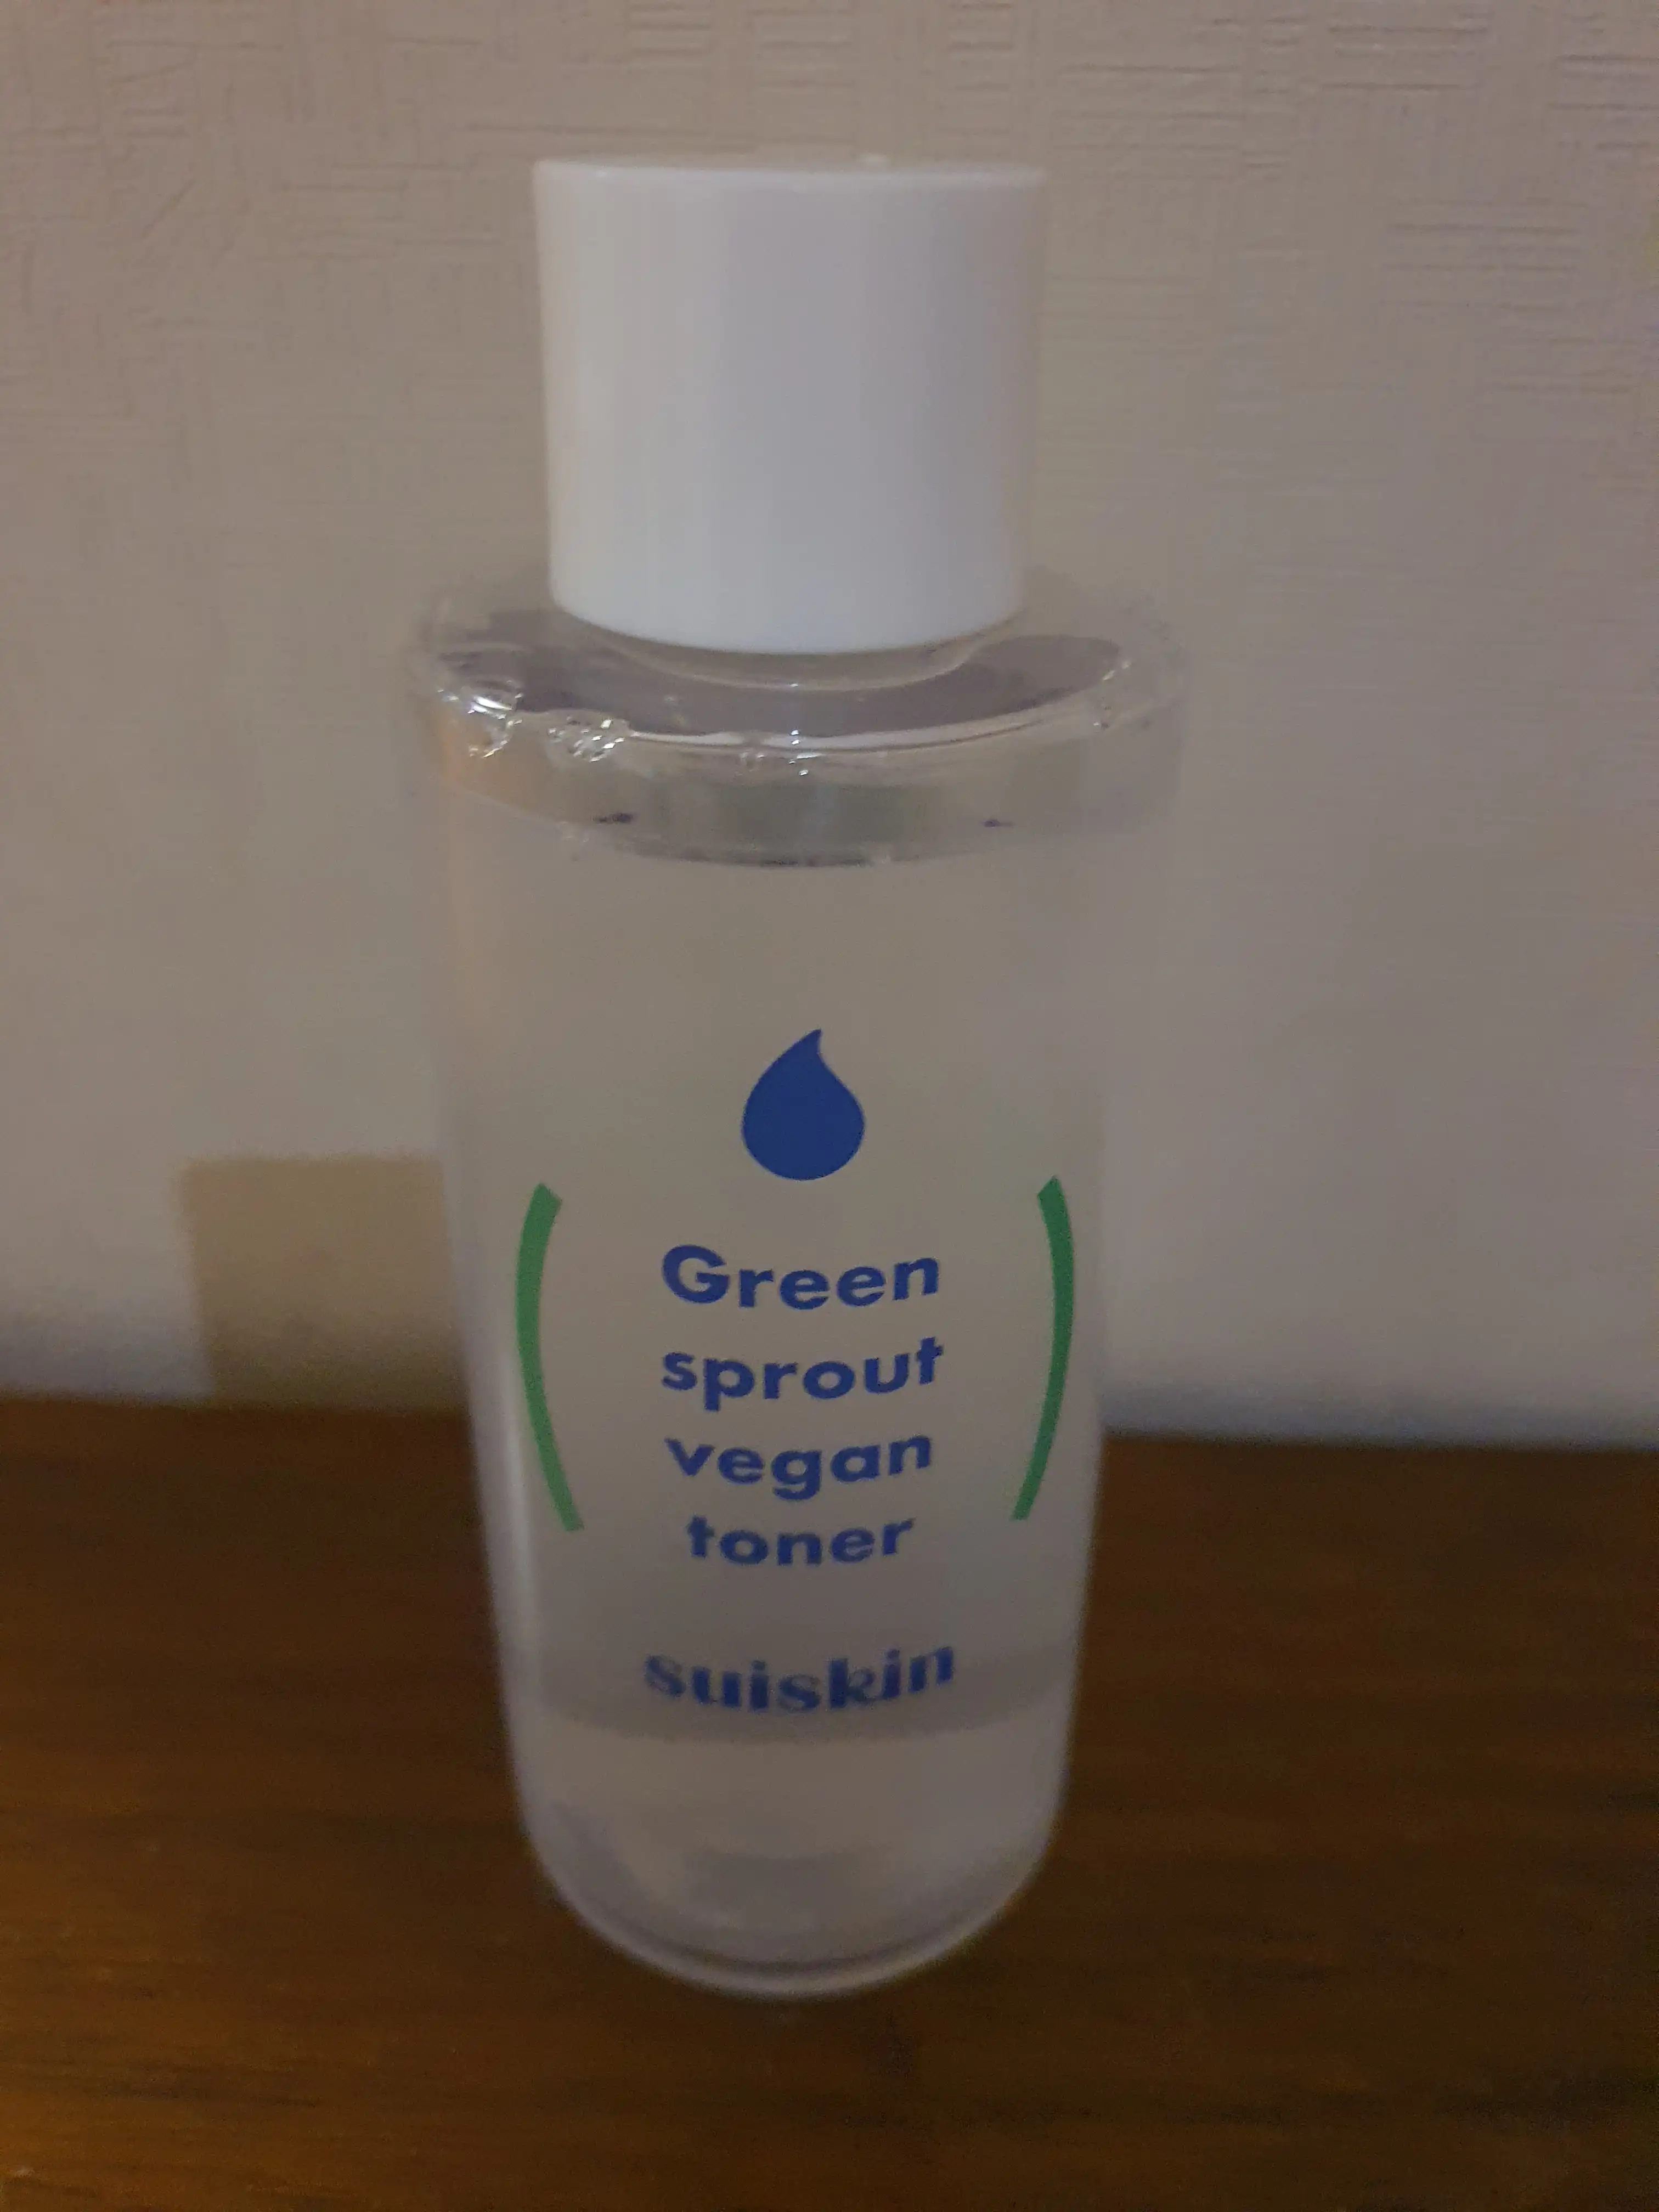 Green
sprout
vegan
toner
suiskin